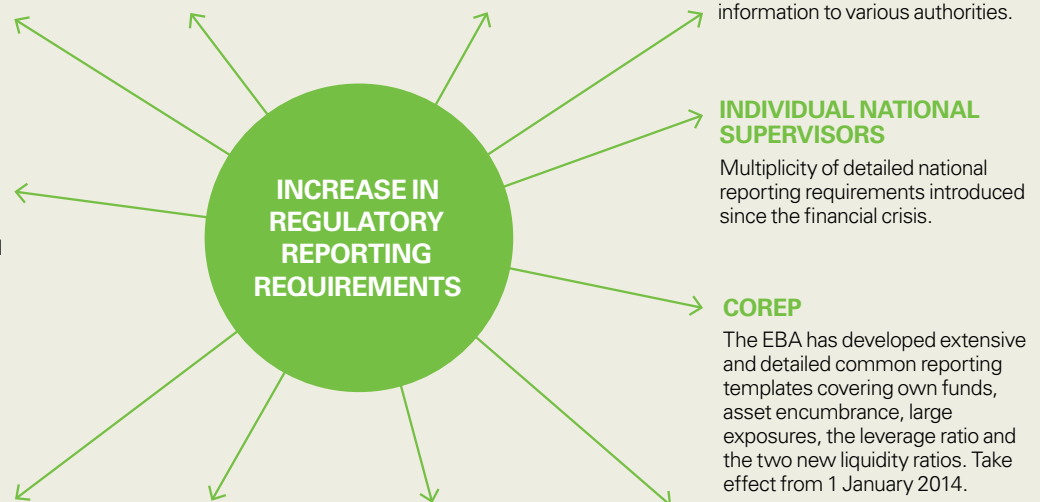 information to various authorities.
INDIVIDUAL NATIONAL
SUPERVISORS
Multiplicity of detailed national
reporting requirements introduced
since the financial crisis.
INCREASE IN
REGULATORY
REPORTING
REQUIREMENTS
COREP
The EBA has developed extensive
and detailed common reporting
templates covering own funds,
asset encumbrance, large
exposures, the leverage ratio and
the two new liquidity ratios. Take
effect from 1 January 2014.